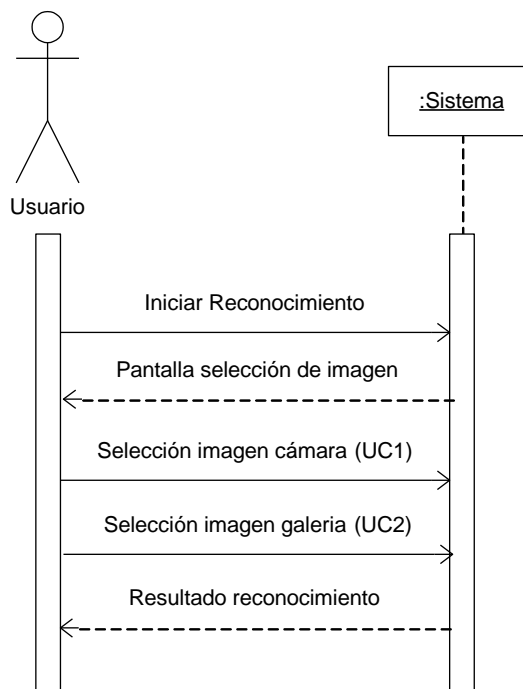 :Sistema
Usuario
Iniciar Reconocimiento
Pantalla selección de imagen
Selección imagen cámara (UC1)
Selección imagen galeria (UC2)
Resultado reconocimiento